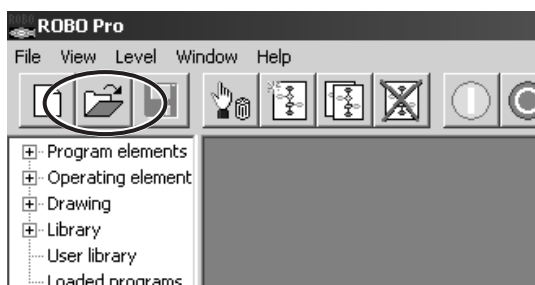 ROBO Pro
File View Level Window Help
Program elements
Operating element
Drawing
Library
User library
Loaded programs